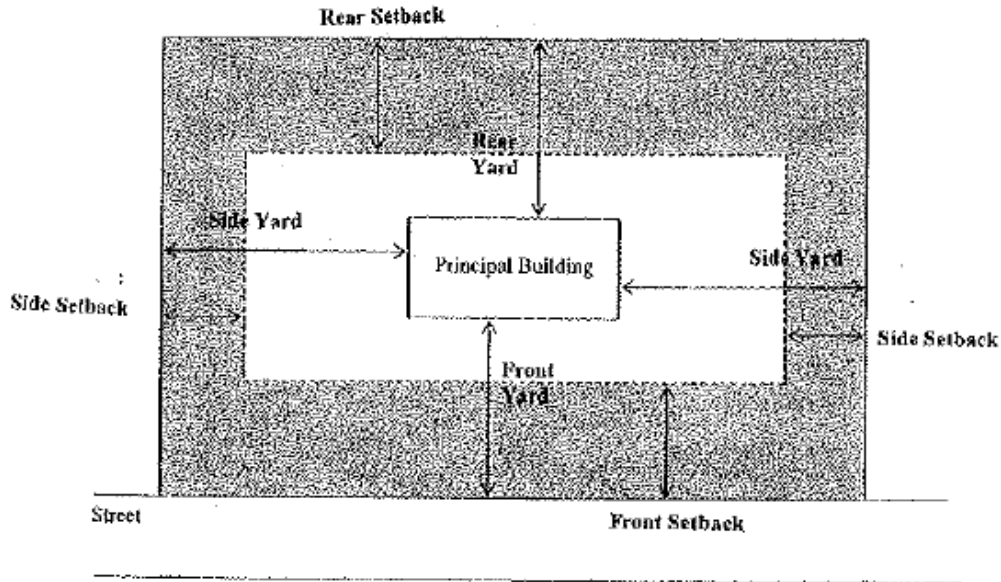 Rear Setback
Rear
Yard
Side Yard
Principal Building
Side Yard
Side Setback
Side Setback
Front
Yard
Street
Front Setback